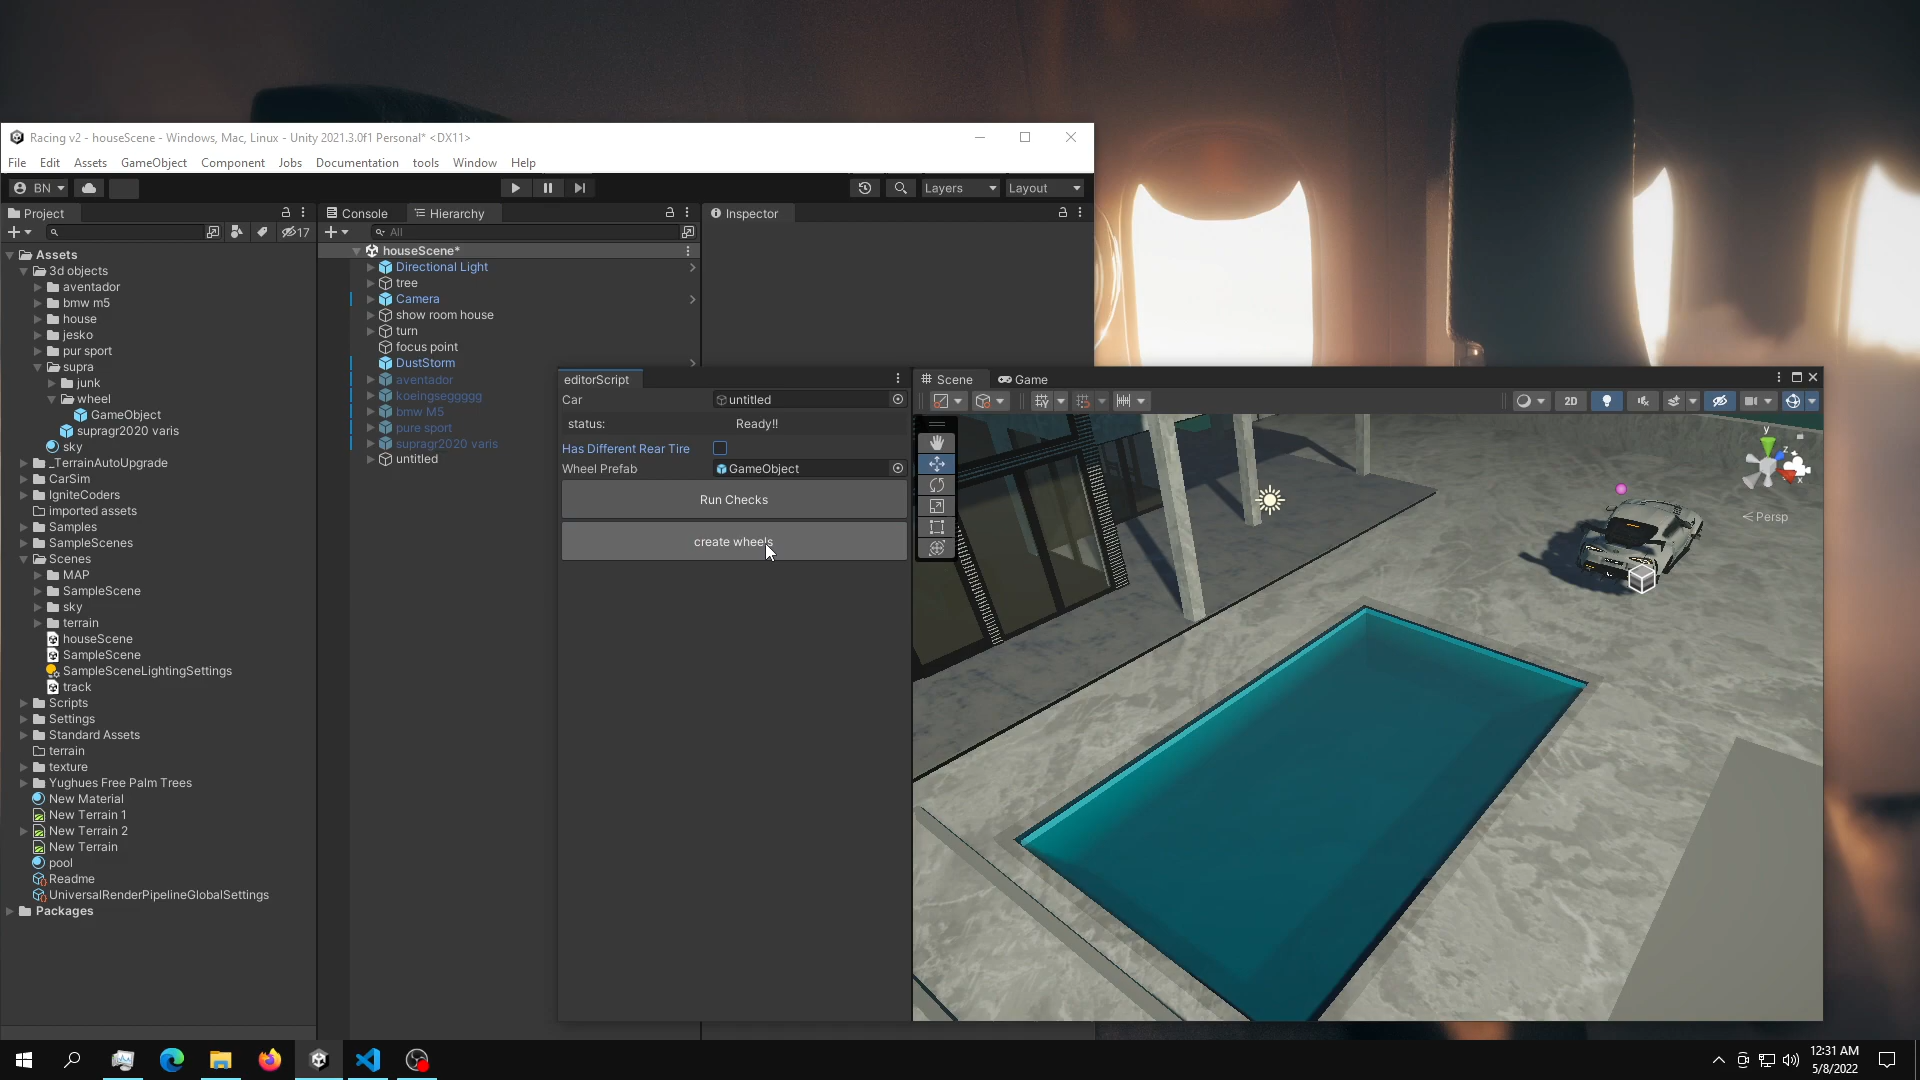 Racing v2 - houseScene - Windows, Mac, Linux - Unity 2021.3.0f1 Personal* <DX11>
File Edit Assets GameObject Component Jobs Documentation tools Window Help
BN Layers Layout
Project
17
Assets
3d objects
aventador
bmw m5
house
jesko
pur sport
supra
junk
wheel
GameObject
supragr2020 varis
sky
_TerrainAutoUpgrade
CarSim
IgniteCoders
imported assets
Samples
SampleScenes
Scenes
MAP
SampleScene
sky
terrain
houseScene
SampleScene
SampleSceneLightingSettings
track
Scripts
Settings
Standard Assets
terrain
texture
Yughues Free Palm Trees
New Material
New Terrain 1
New Terrain 2
New Terrain
pool
Readme
UniversalRenderPipelineGlobalSettings
Packages
Console Hierarchy
All
houseScene*
Directional Light
tree
Camera
show room house
turn
focus point
DustStorm
aventador
koeingseggggg
bmw M5
pure sport
supragr2020 varis
untitled
Inspector
editorScript
Car untitled
status: Ready!!
Has Different Rear Tire
Wheel Prefab GameObject
Run Checks
create wheels
Scene Game
2D
y
z
x
Persp
12:31 AM
5/8/2022